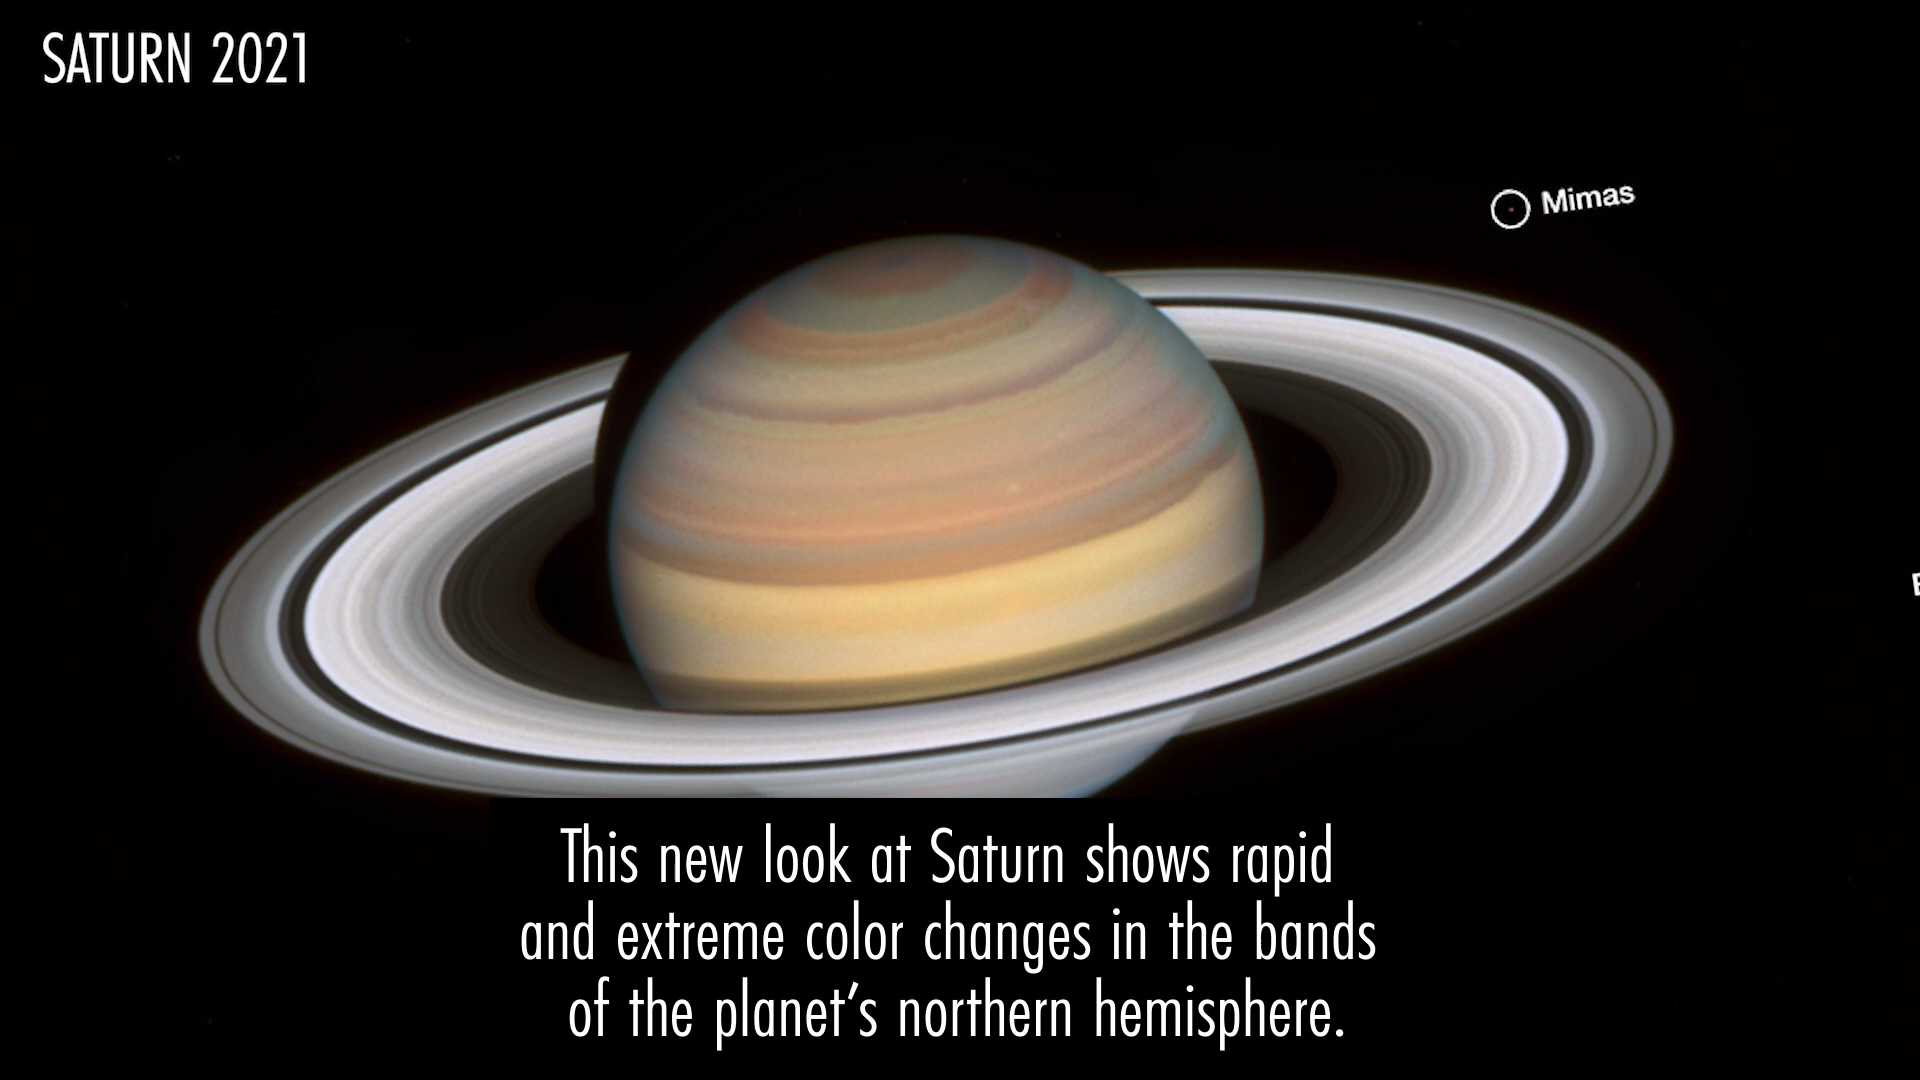 SATURN 2021
Mimas
This new look at Saturn shows rapid
and extreme color changes in the bands
of the planet’s northern hemisphere.